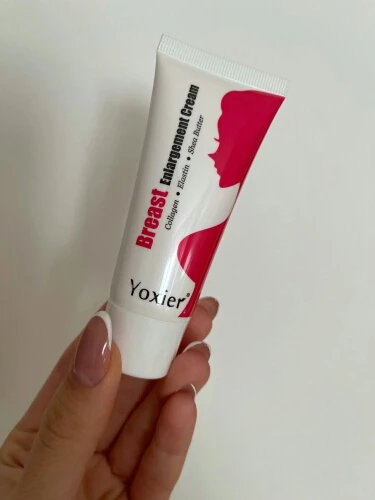 Breast Enlargement Cream
Collagen • Elastin • Shea Butter
Yoxier®